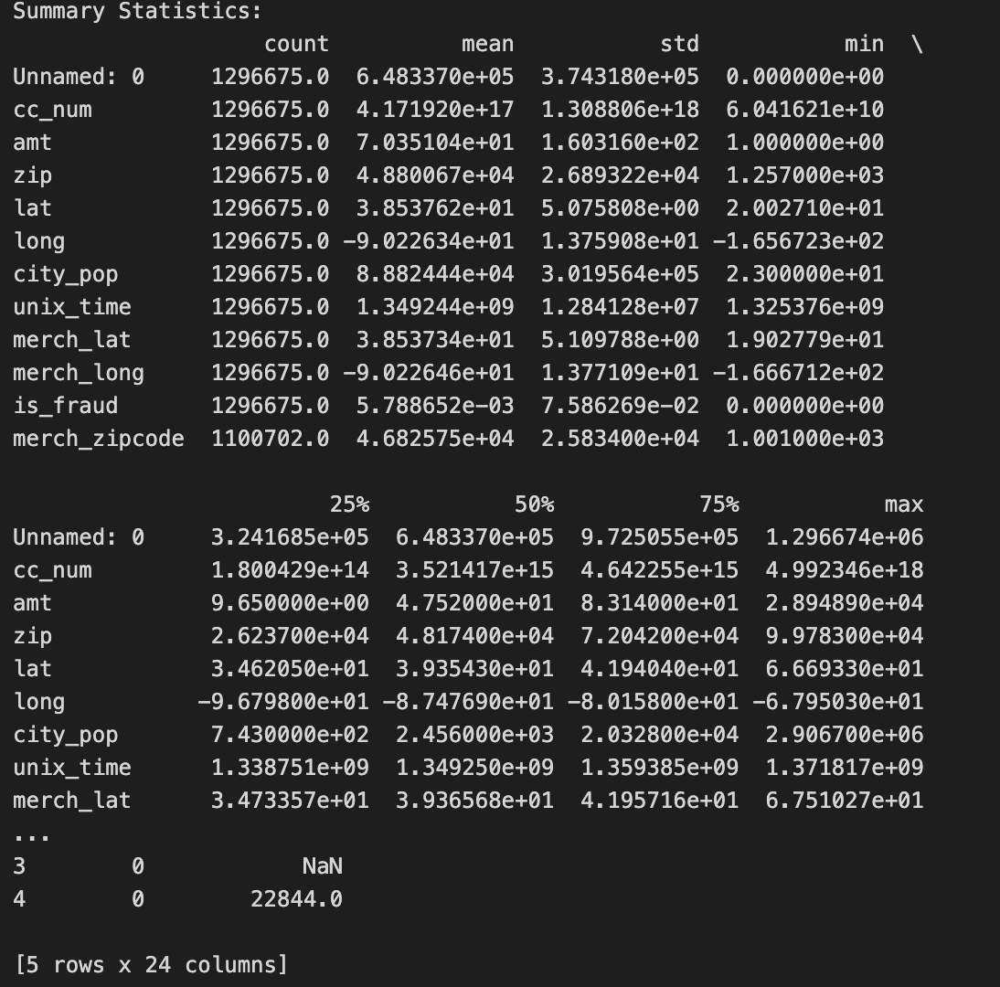 Summary Statistics:
                   count          mean           std           min  \
Unnamed: 0     1296675.0  6.483370e+05  3.743180e+05  0.000000e+00
cc_num         1296675.0  4.171920e+17  1.308806e+18  6.041621e+10
amt            1296675.0  7.035104e+01  1.603160e+02  1.000000e+00
zip            1296675.0  4.880067e+04  2.689322e+04  1.257000e+03
lat            1296675.0  3.853762e+01  5.075808e+00  2.002710e+01
long           1296675.0 -9.022634e+01  1.375908e+01 -1.656723e+02
city_pop       1296675.0  8.882444e+04  3.019564e+05  2.300000e+01
unix_time      1296675.0  1.349244e+09  1.284128e+07  1.325376e+09
merch_lat      1296675.0  3.853734e+01  5.109788e+00  1.902779e+01
merch_long     1296675.0 -9.022646e+01  1.377109e+01 -1.666712e+02
is_fraud       1296675.0  5.788652e-03  7.586269e-02  0.000000e+00
merch_zipcode  1100702.0  4.682575e+04  2.583400e+04  1.001000e+03

                        25%           50%           75%           max
Unnamed: 0     3.241685e+05  6.483370e+05  9.725055e+05  1.296674e+06
cc_num         1.800429e+14  3.521417e+15  4.642255e+15  4.992346e+18
amt            9.650000e+00  4.752000e+01  8.314000e+01  2.894890e+04
zip            2.623700e+04  4.817400e+04  7.204200e+04  9.978300e+04
lat            3.462050e+01  3.935430e+01  4.194040e+01  6.669330e+01
long          -9.679800e+01 -8.747690e+01 -8.015800e+01 -6.795030e+01
city_pop       7.430000e+02  2.456000e+03  2.032800e+04  2.906700e+06
unix_time      1.338751e+09  1.349250e+09  1.359385e+09  1.371817e+09
merch_lat      3.473357e+01  3.936568e+01  4.195716e+01  6.751027e+01
...
3        0            NaN
4        0        22844.0

[5 rows x 24 columns]